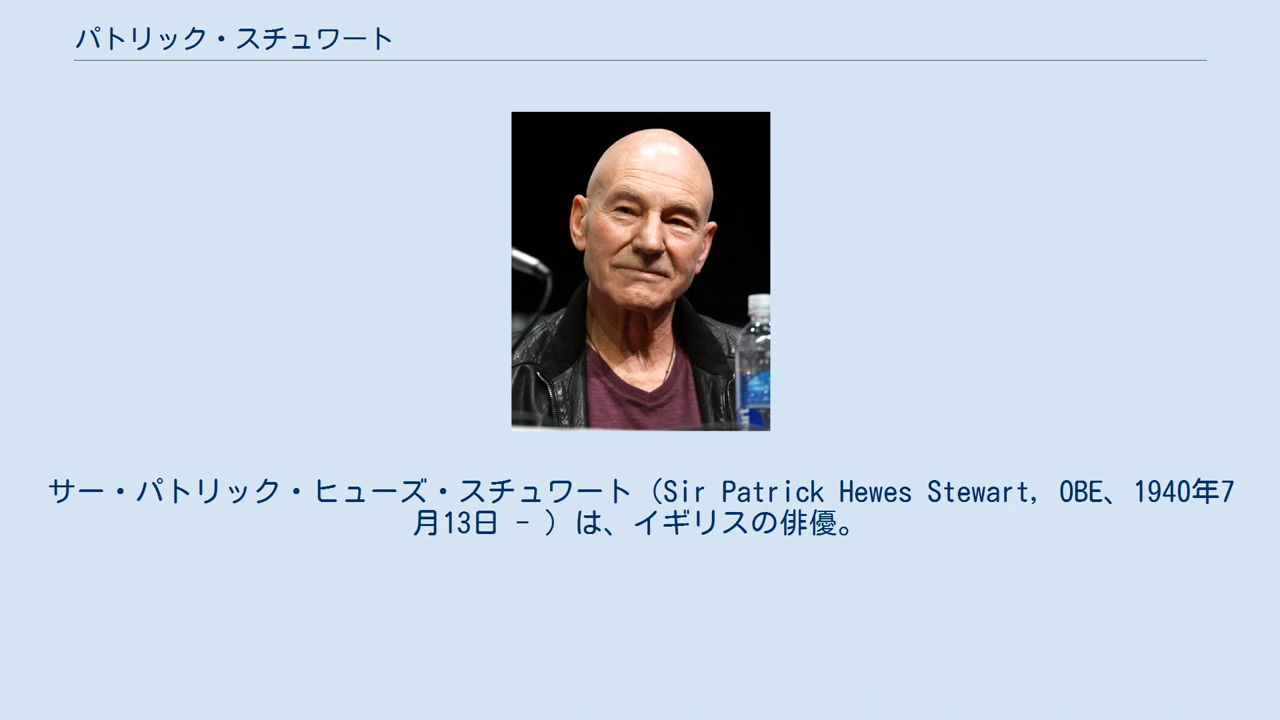 パトリック・スチュワート
サー・パトリック・ヒューズ・スチュワート（Sir Patrick Hewes Stewart, OBE、1940年7
月13日 - ）は、イギリスの俳優。